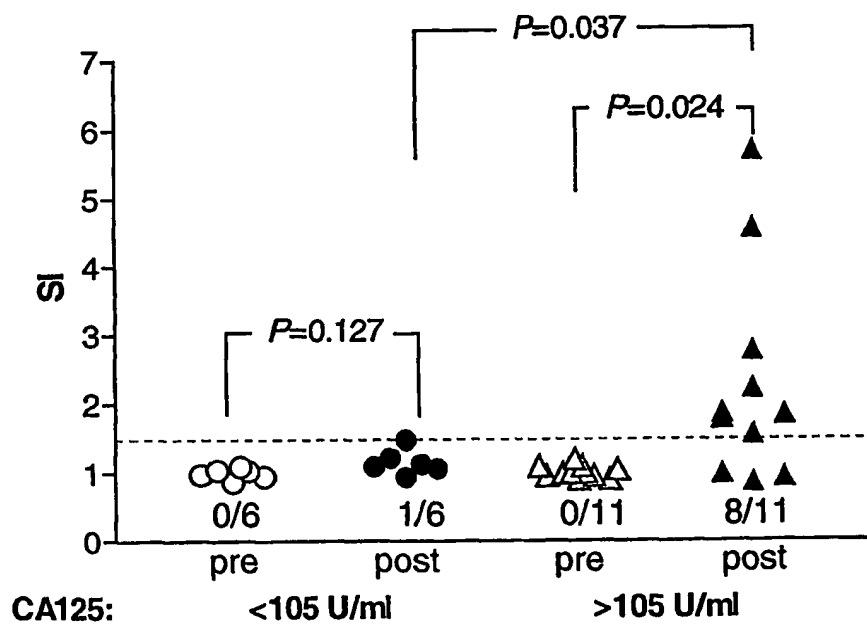 P=0.037
7
P=0.024
6
5
4
SI
3
P=0.127
2
1
0/6 1/6 0/11 8/11
0
pre post pre post
CA125: <105 U/ml >105 U/ml